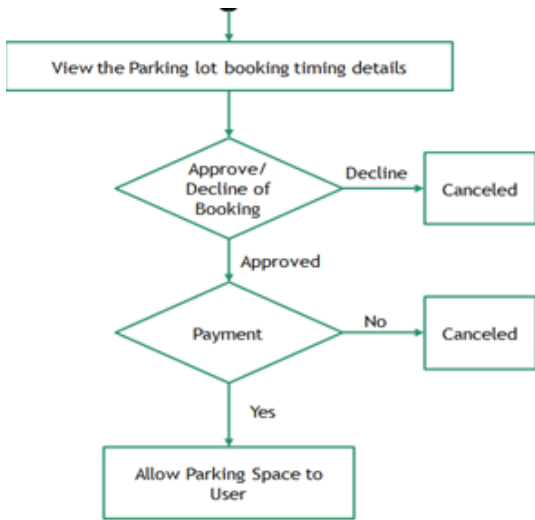 View the Parking lot booking timing details
Approve/
Decline of
Booking
Decline
Canceled
Approved
Payment
No
Canceled
Yes
Allow Parking Space to
User